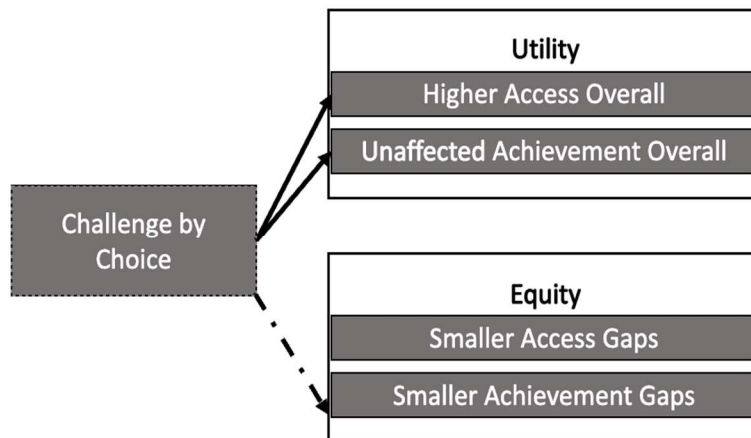 Utility
Higher Access Overall
Unaffected Achievement Overall
Challenge by
Choice
Equity
Smaller Access Gaps
Smaller Achievement Gaps